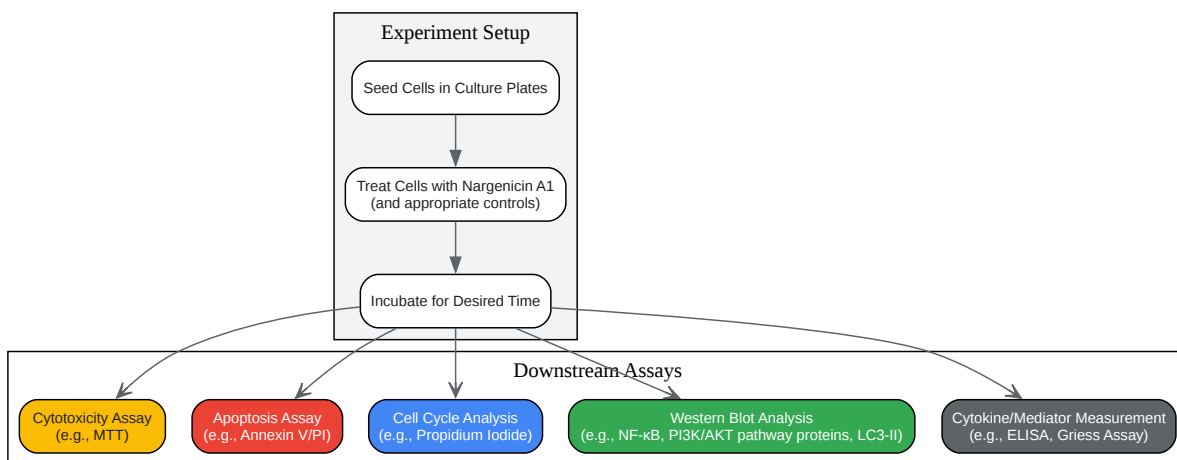 Experiment Setup
Seed Cells in Culture Plates
Treat Cells with Nargenicin A1
(and appropriate controls)
Incubate for Desired Time
Downstream Assays
Cytotoxicity Assay
(e.g., MTT)
Apoptosis Assay
(e.g., Annexin V/PI)
Cell Cycle Analysis
(e.g., Propidium Iodide)
Western Blot Analysis
(e.g., NF-κB, PI3K/AKT pathway proteins, LC3-II)
Cytokine/Mediator Measurement
(e.g., ELISA, Griess Assay)